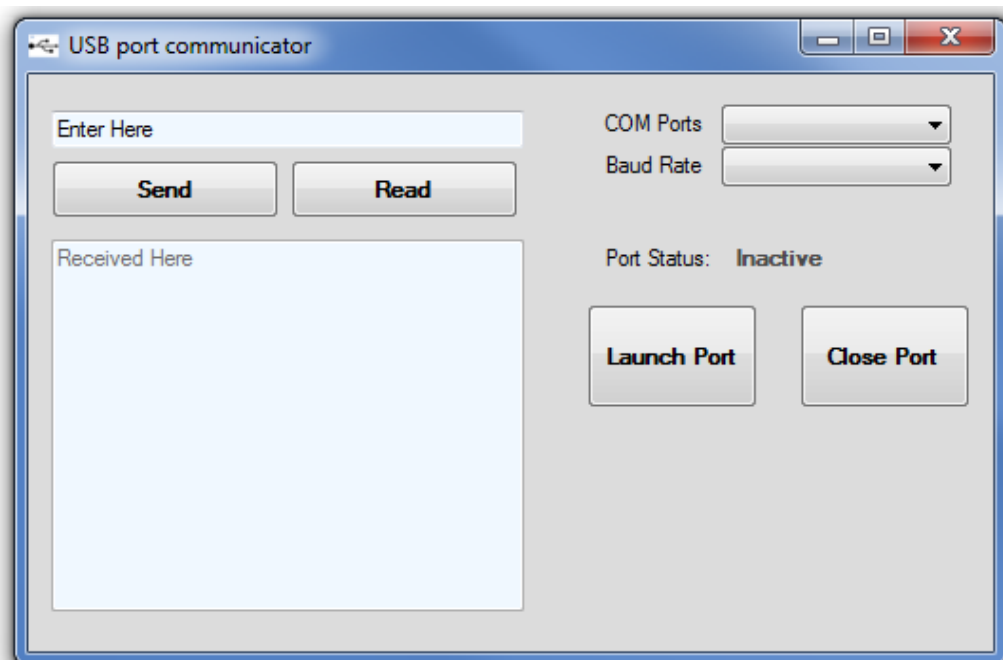 USB port communicator
Enter Here
COM Ports
Baud Rate
Send
Read
Received Here
Port Status: Inactive
Launch Port
Close Port